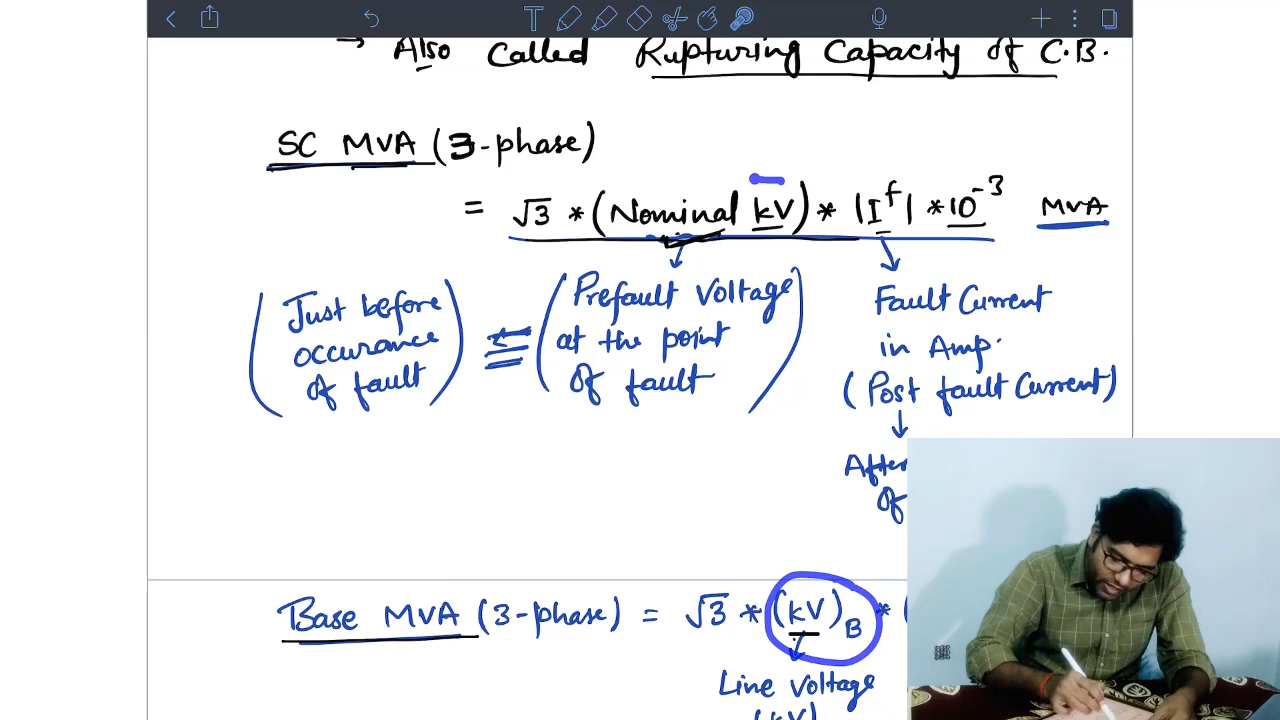 → Also Called Rupturing Capacity of C.B.
SC MVA (3-phase)
= √3 * (Nominal kV) * |I^f| * 10^-3 MVA
(Just before occurance of fault) ≤ (Prefault Voltage at the point of fault)
Fault Current
in Amp.
(Post fault Current)
After
of
Base MVA (3-phase) = √3 * (kV)_B * (
Line Voltage
(kV)